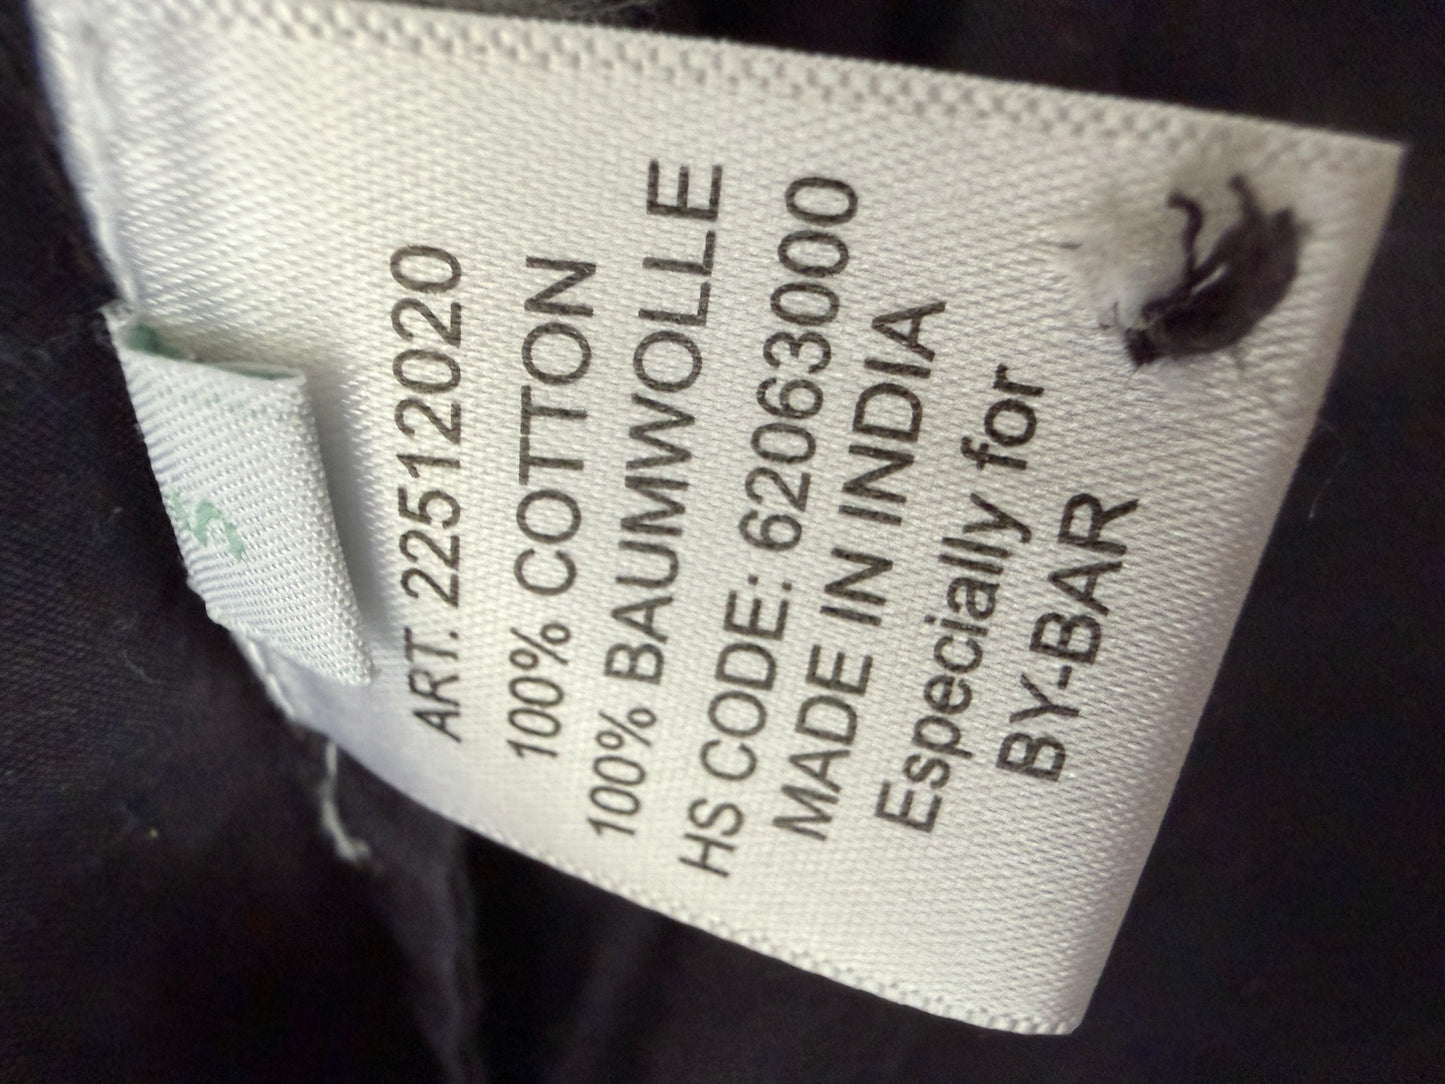 ART. 22512020
100% COTTON
100% BAUMWOLLE
HS CODE: 62063000
MADE IN INDIA
Especially for
BY-BAR